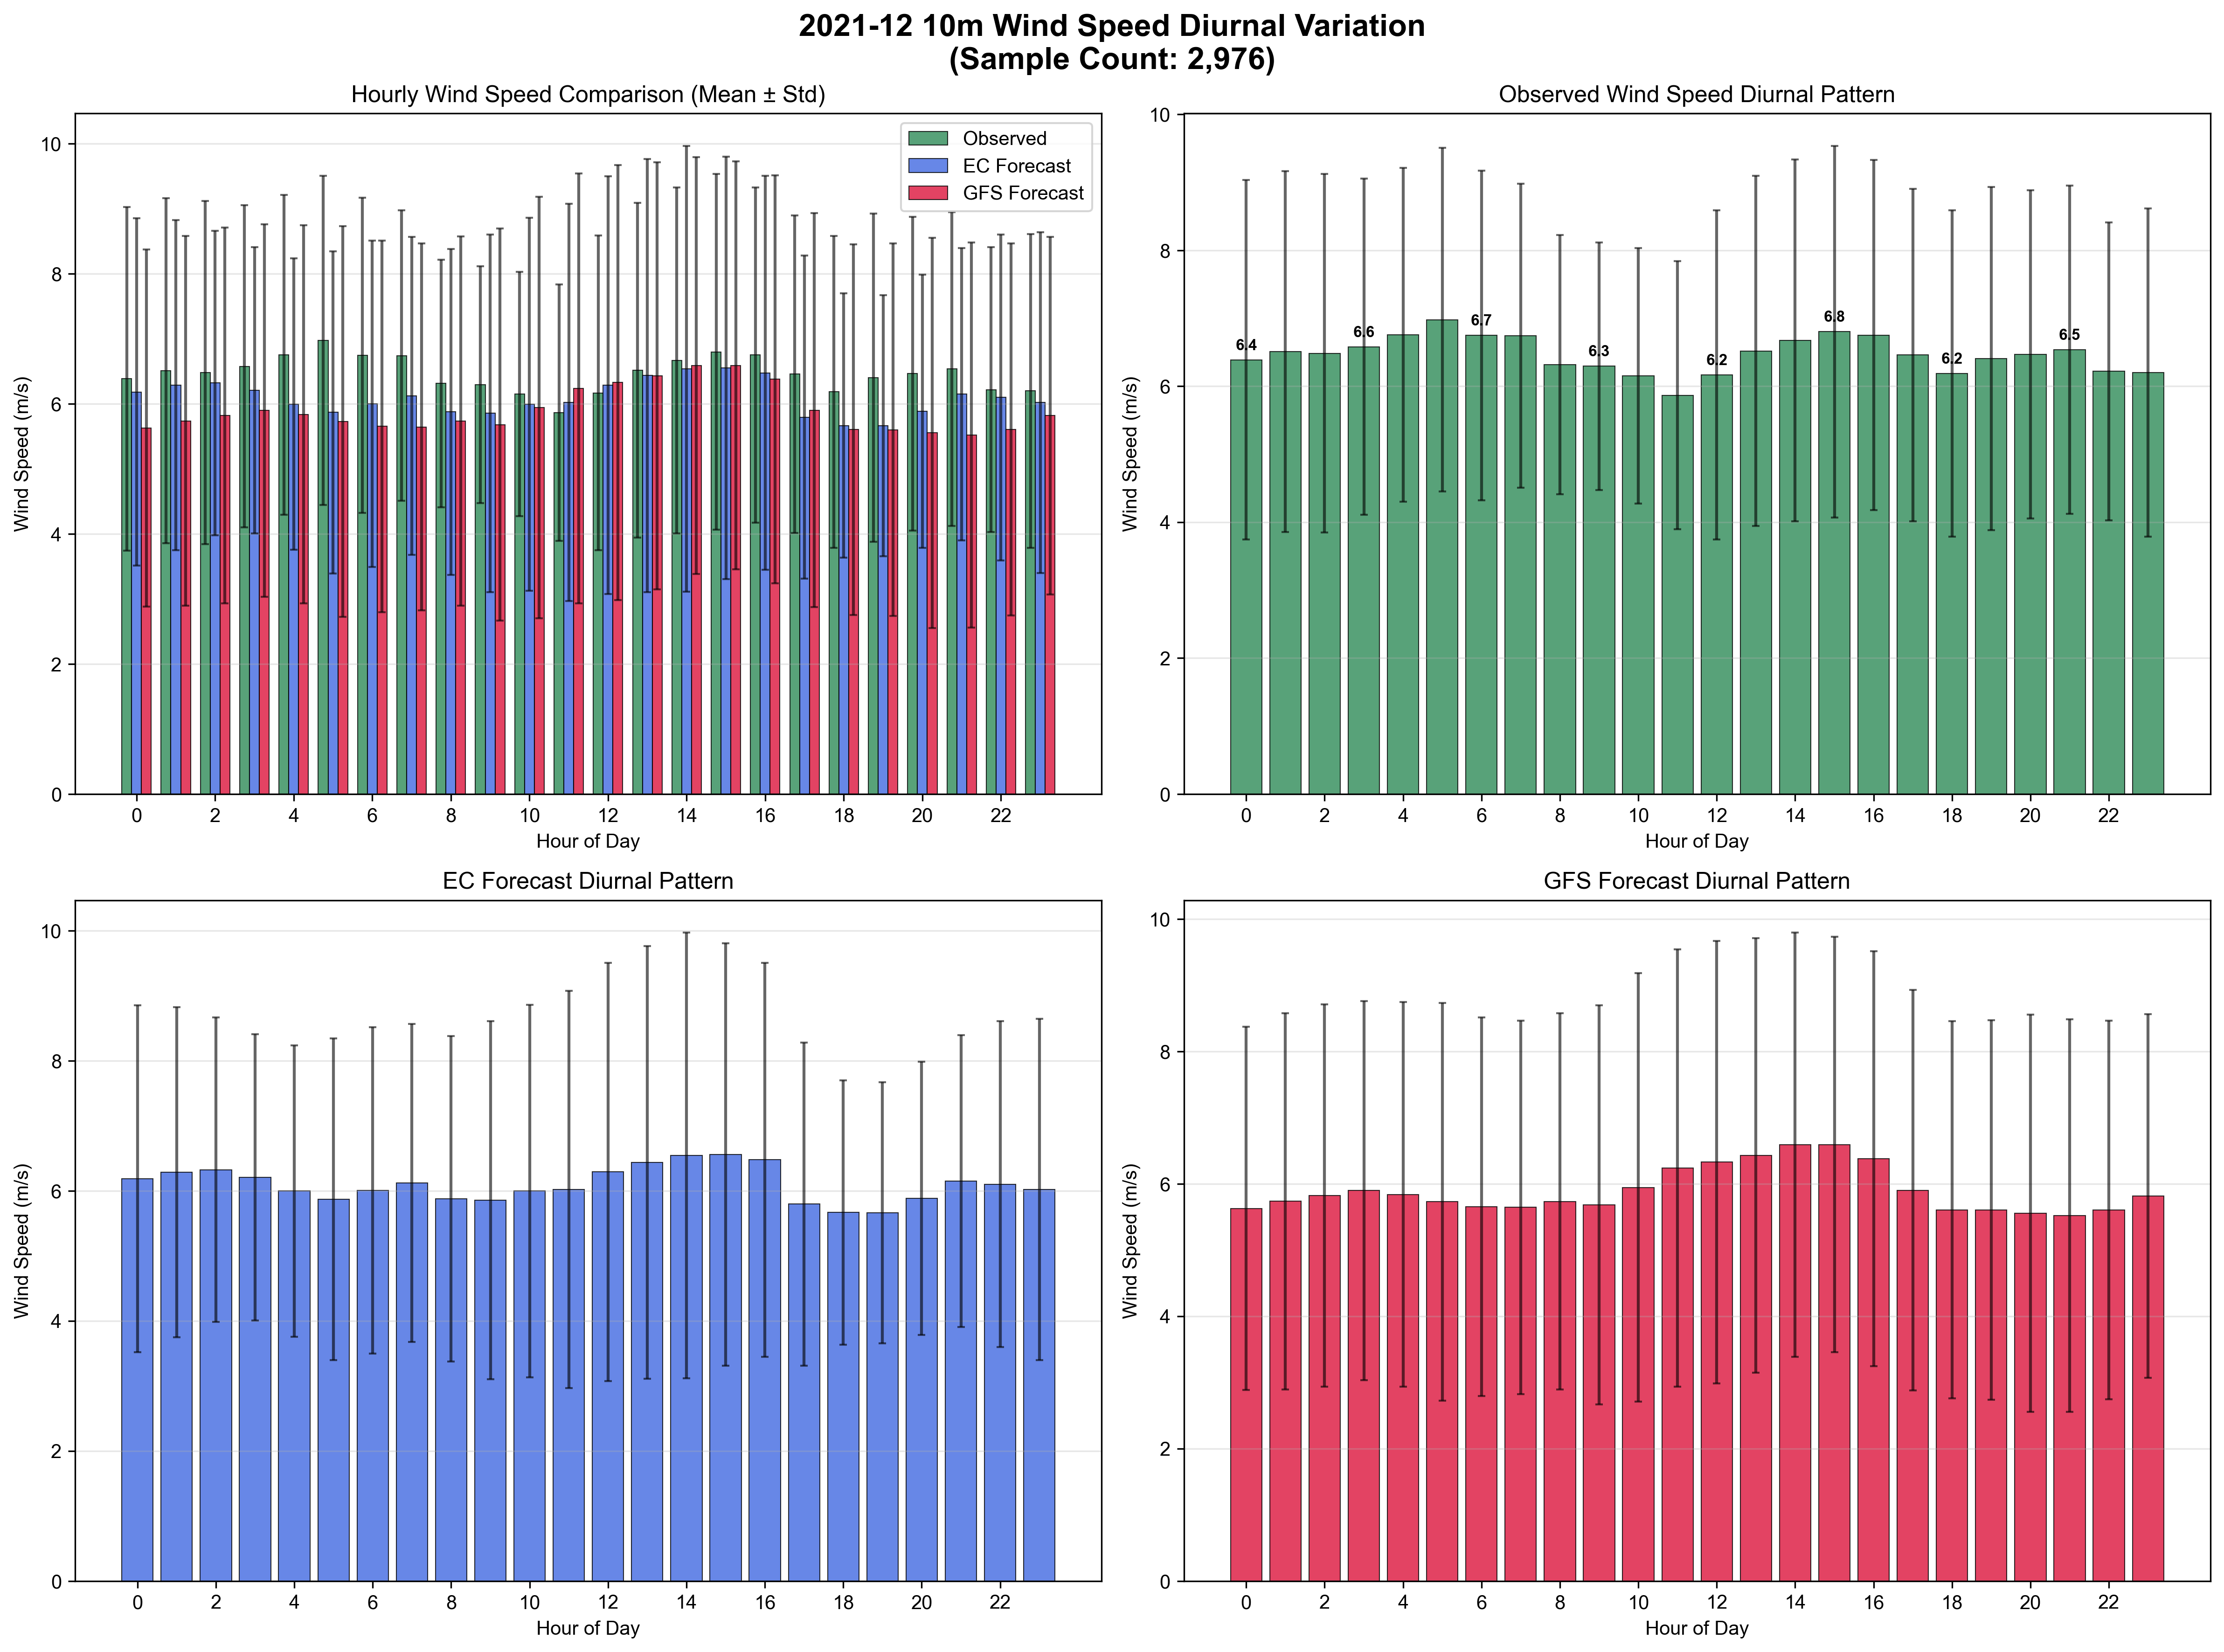 2021-12 10m Wind Speed Diurnal Variation
(Sample Count: 2,976)
Hourly Wind Speed Comparison (Mean ± Std)
Observed
EC Forecast
GFS Forecast
10
8
6
4
2
0
Wind Speed (m/s)
0 2 4 6 8 10 12 14 16 18 20 22
Hour of Day
Observed Wind Speed Diurnal Pattern
10
8
6
4
2
0
Wind Speed (m/s)
6.4 6.6 6.7 6.3 6.2 6.8 6.2 6.5
0 2 4 6 8 10 12 14 16 18 20 22
Hour of Day
EC Forecast Diurnal Pattern
10
8
6
4
2
0
Wind Speed (m/s)
0 2 4 6 8 10 12 14 16 18 20 22
Hour of Day
GFS Forecast Diurnal Pattern
10
8
6
4
2
0
Wind Speed (m/s)
0 2 4 6 8 10 12 14 16 18 20 22
Hour of Day